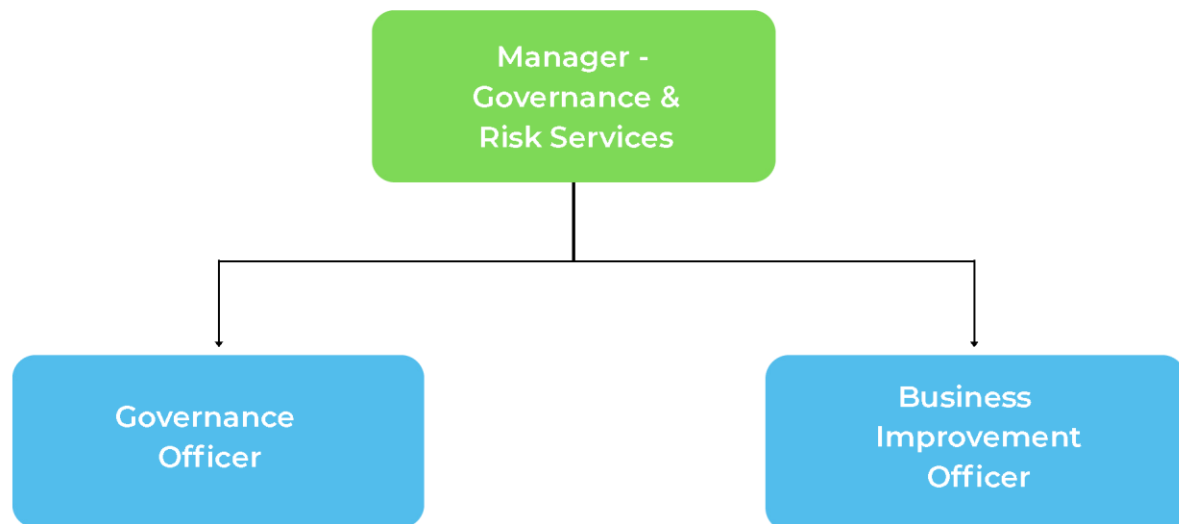 Manager -
Governance &
Risk Services
Governance
Officer
Business
Improvement
Officer